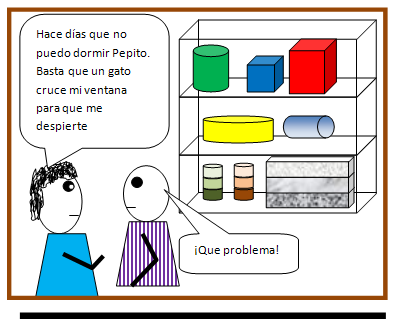 Hace días que no
puedo dormir Pepito.
Basta que un gato
cruce mi ventana
para que me
despierte
¡Que problema!